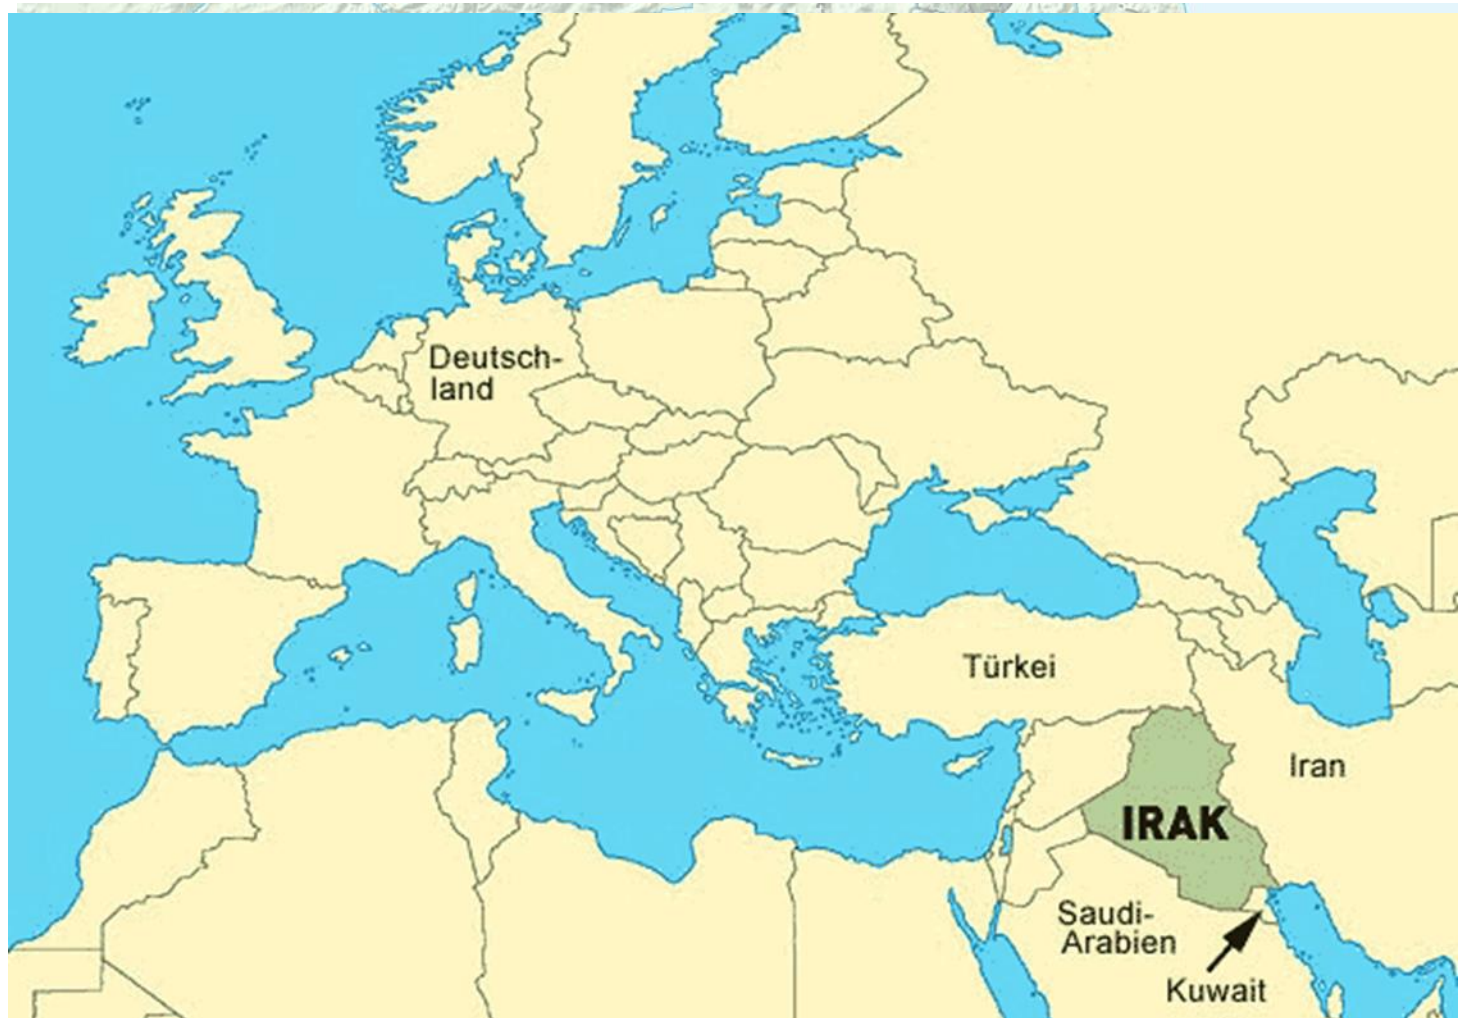 Deutsch-
land
Türkei
Iran
IRAK
Saudi-
Arabien
Kuwait